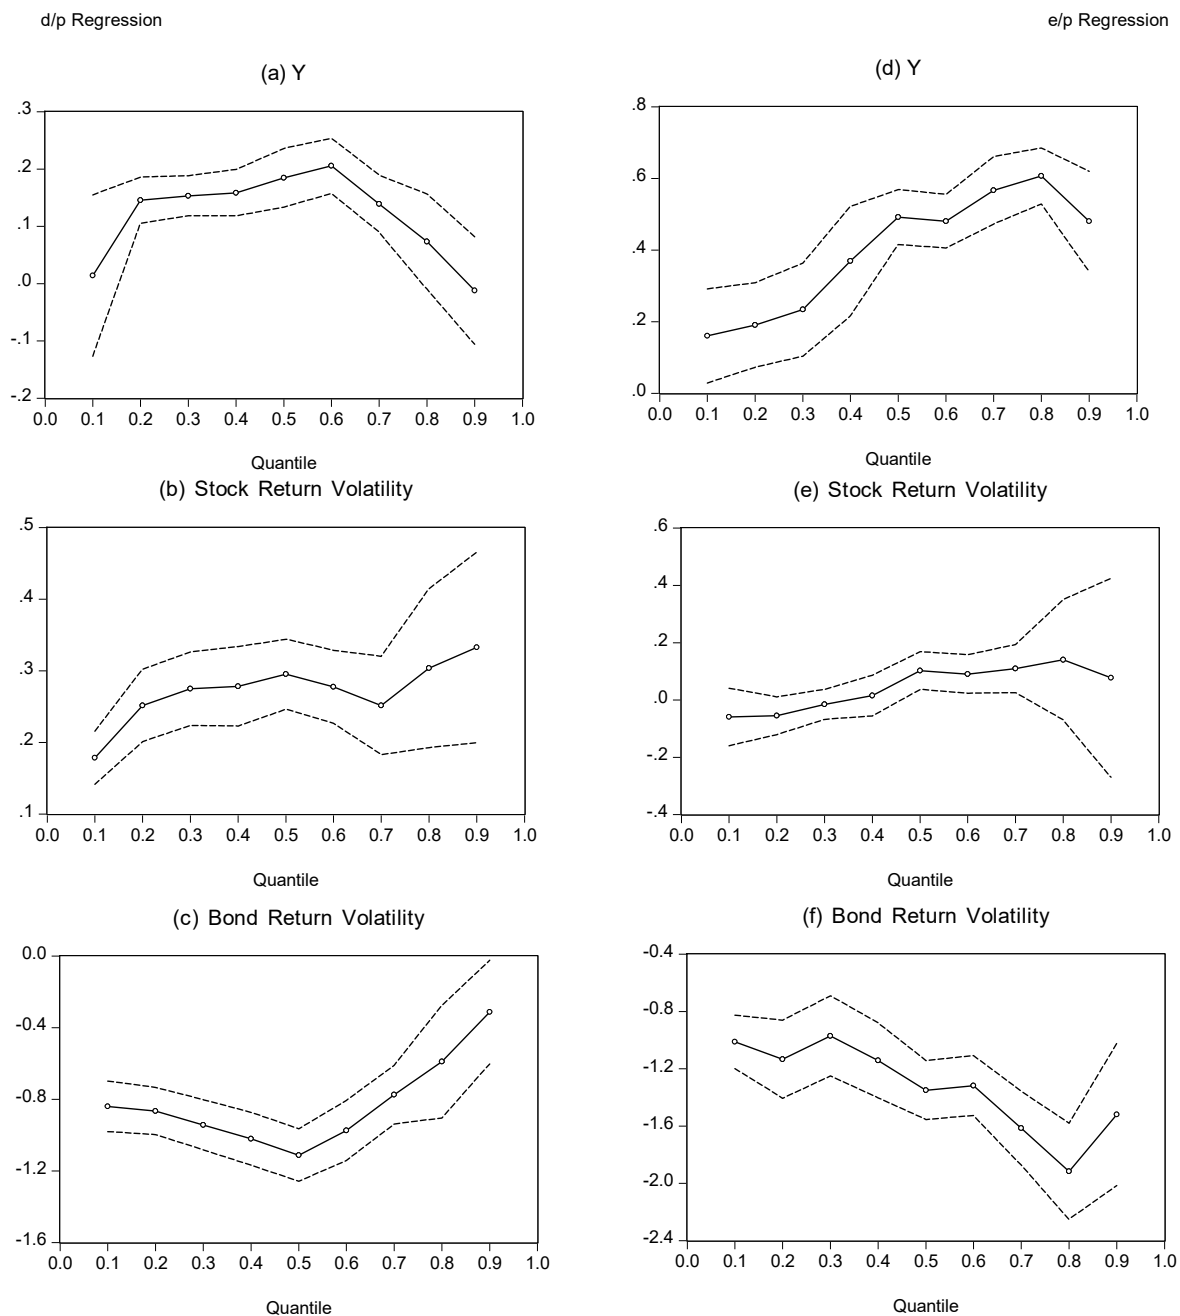 d/p Regression
e/p Regression
(a) Y
.3
.2
.1
.0
-.1
-.2
0.0 0.1 0.2 0.3 0.4 0.5 0.6 0.7 0.8 0.9 1.0
Quantile
(d) Y
.8
.6
.4
.2
.0
0.0 0.1 0.2 0.3 0.4 0.5 0.6 0.7 0.8 0.9 1.0
Quantile
(b) Stock Return Volatility
.5
.4
.3
.2
.1
0.0 0.1 0.2 0.3 0.4 0.5 0.6 0.7 0.8 0.9 1.0
Quantile
(e) Stock Return Volatility
.6
.4
.2
.0
-.2
-.4
0.0 0.1 0.2 0.3 0.4 0.5 0.6 0.7 0.8 0.9 1.0
Quantile
(c) Bond Return Volatility
0.0
-0.4
-0.8
-1.2
-1.6
0.0 0.1 0.2 0.3 0.4 0.5 0.6 0.7 0.8 0.9 1.0
Quantile
(f) Bond Return Volatility
-0.4
-0.8
-1.2
-1.6
-2.0
-2.4
0.0 0.1 0.2 0.3 0.4 0.5 0.6 0.7 0.8 0.9 1.0
Quantile